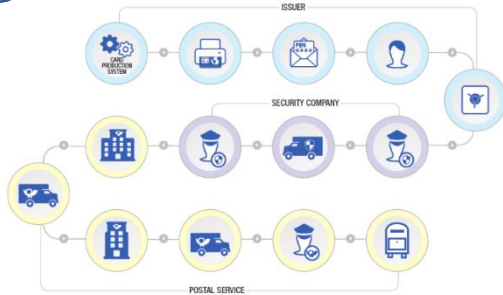 ISSUER
CARD
PRODUCTION
SYSTEM
PIN
SECURITY COMPANY
POSTAL SERVICE